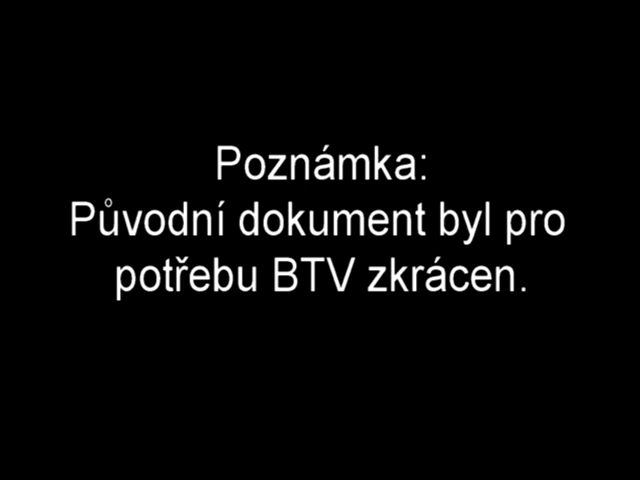 Poznámka:
Původní dokument byl pro
potřebu BTV zkrácen.